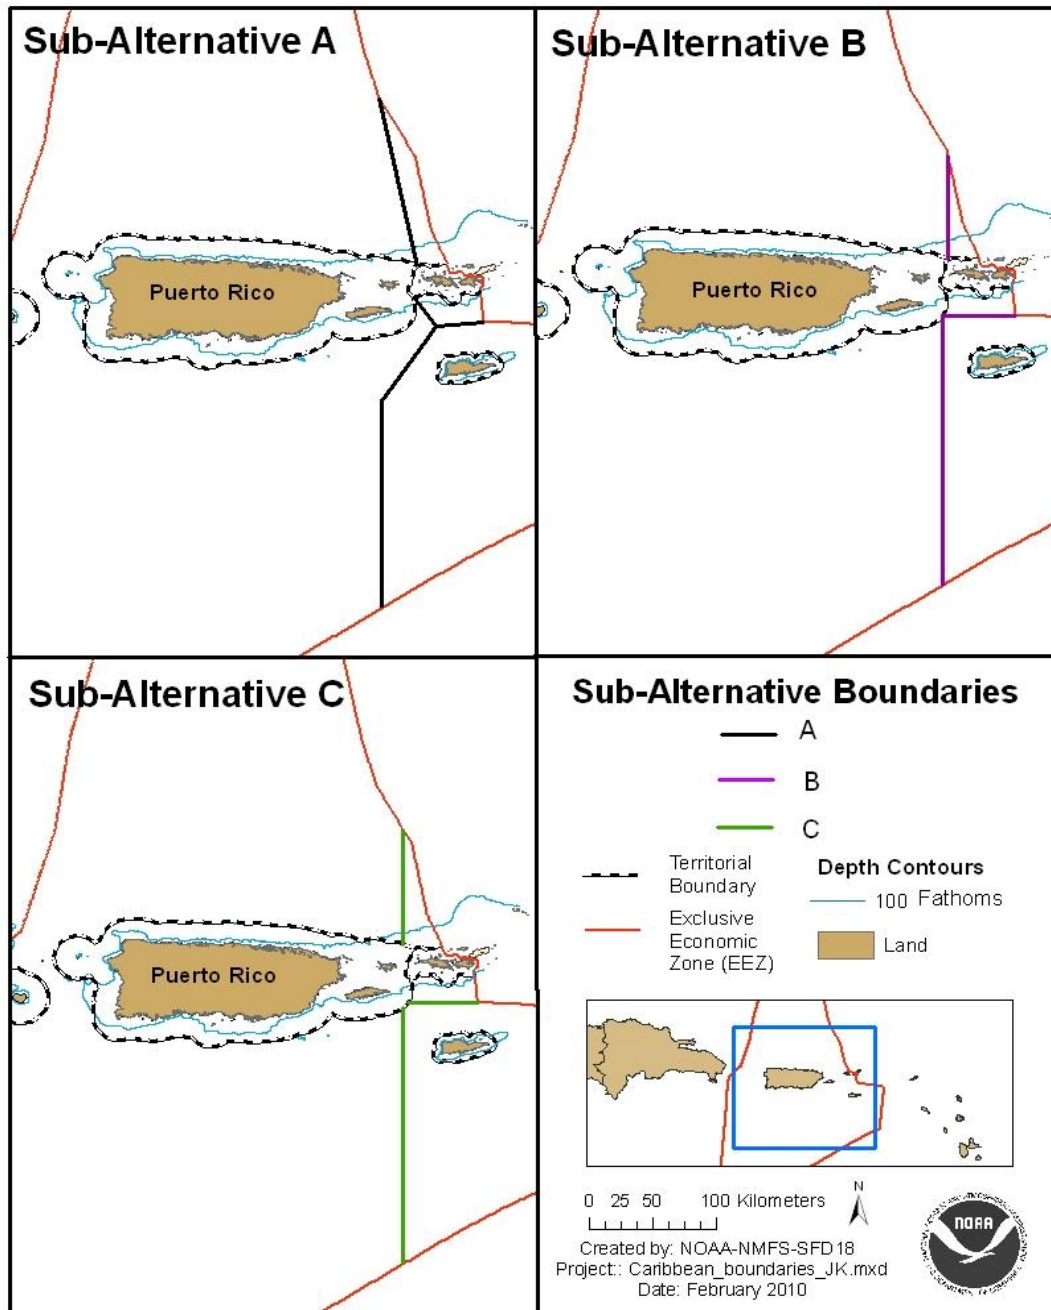 Sub-Alternative A
Puerto Rico
Sub-Alternative B
Puerto Rico
Sub-Alternative C
Puerto Rico
Sub-Alternative Boundaries
A
B
C
Territorial
Boundary
Exclusive
Economic
Zone (EEZ)
Depth Contours
100 Fathoms
Land
0 25 50 100 Kilometers
N
Created by: NOAA-NMFS-SFD18
Project:: Caribbean_boundaries_JK.mxd
Date: February 2010
NOAA